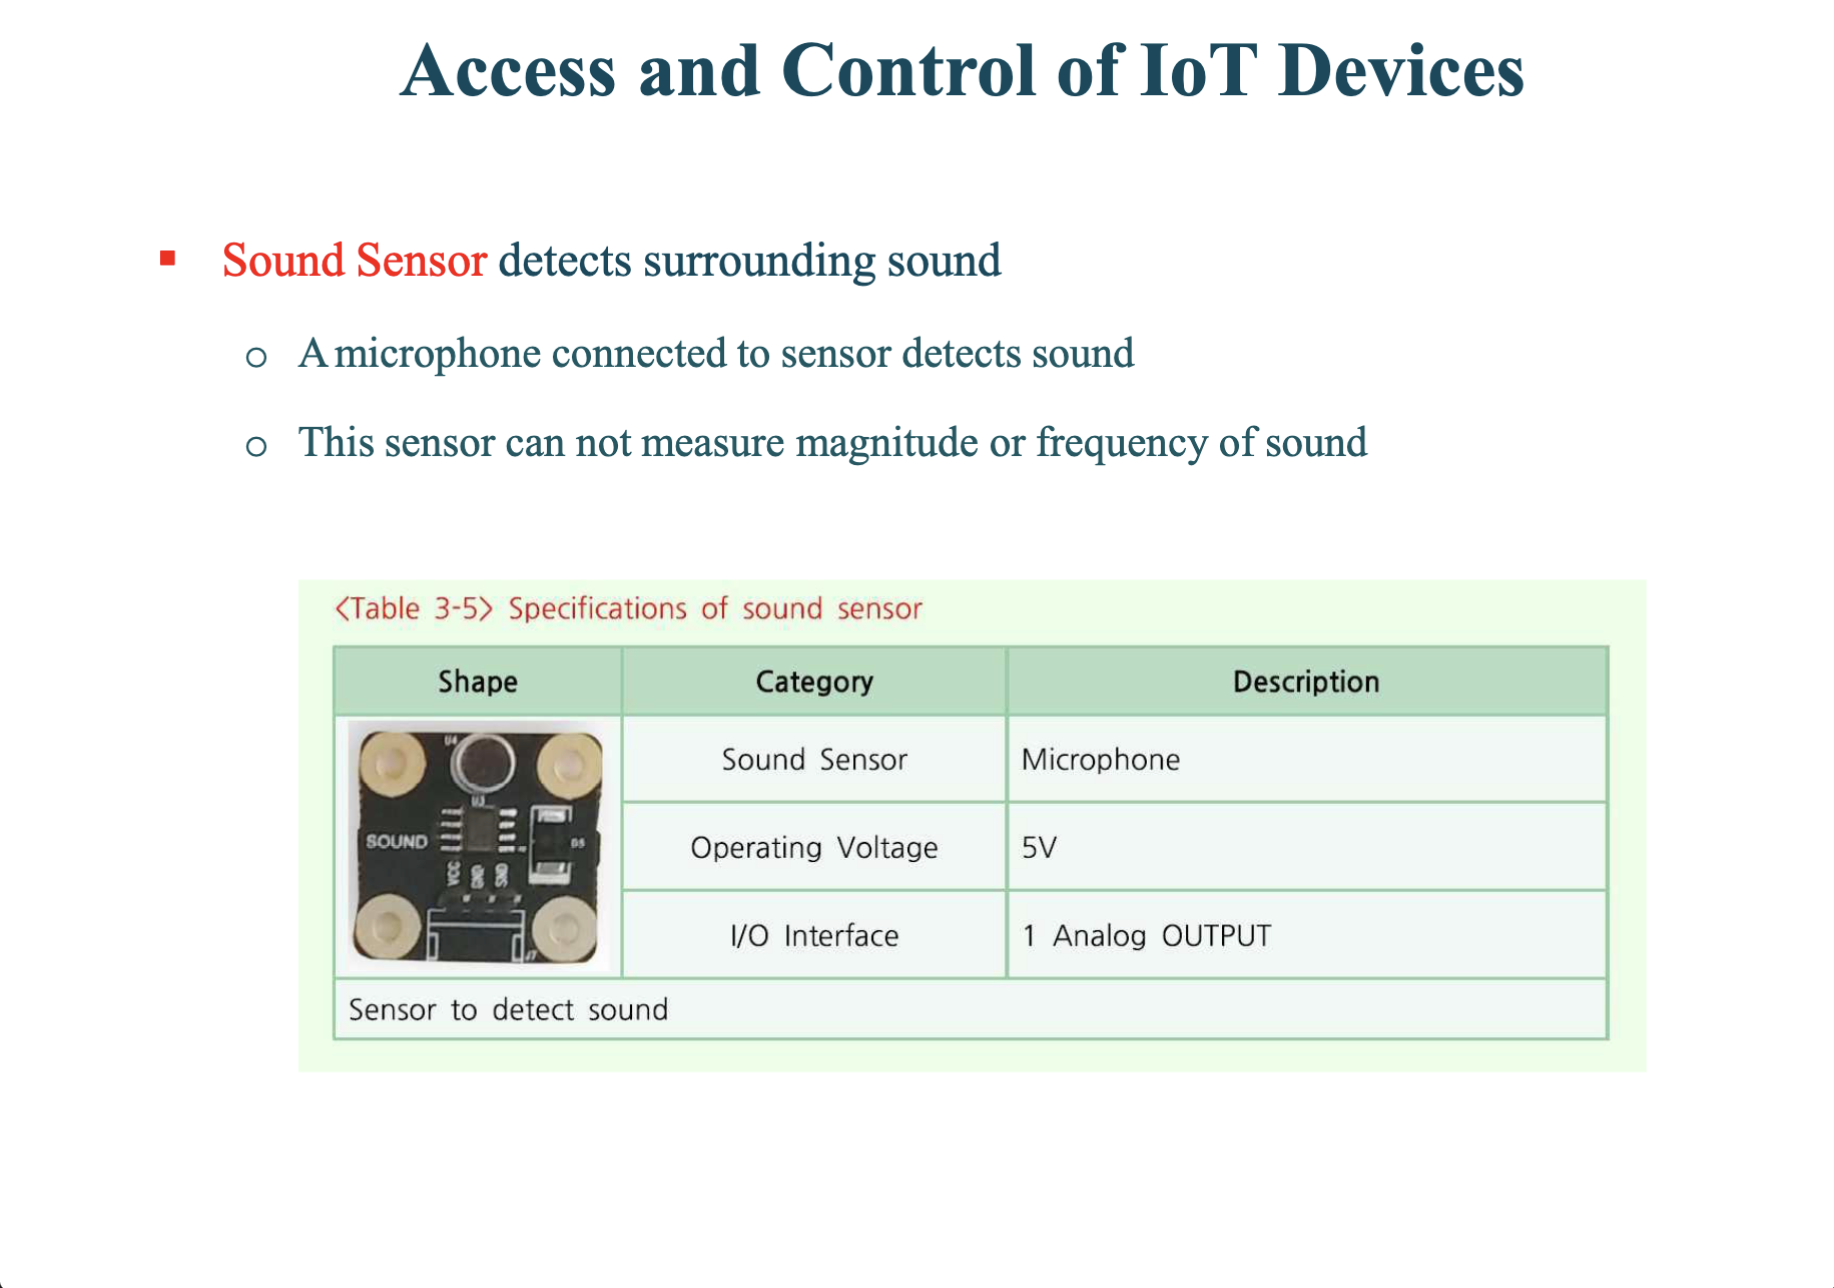 Access and Control of IoT Devices
Sound Sensor detects surrounding sound
A microphone connected to sensor detects sound
This sensor can not measure magnitude or frequency of sound
<Table 3-5> Specifications of sound sensor
Shape Category Description
Sound Sensor Microphone
Operating Voltage 5V
I/O Interface 1 Analog OUTPUT
U4
U3
SOUND
VCC GND
J7
Sensor to detect sound